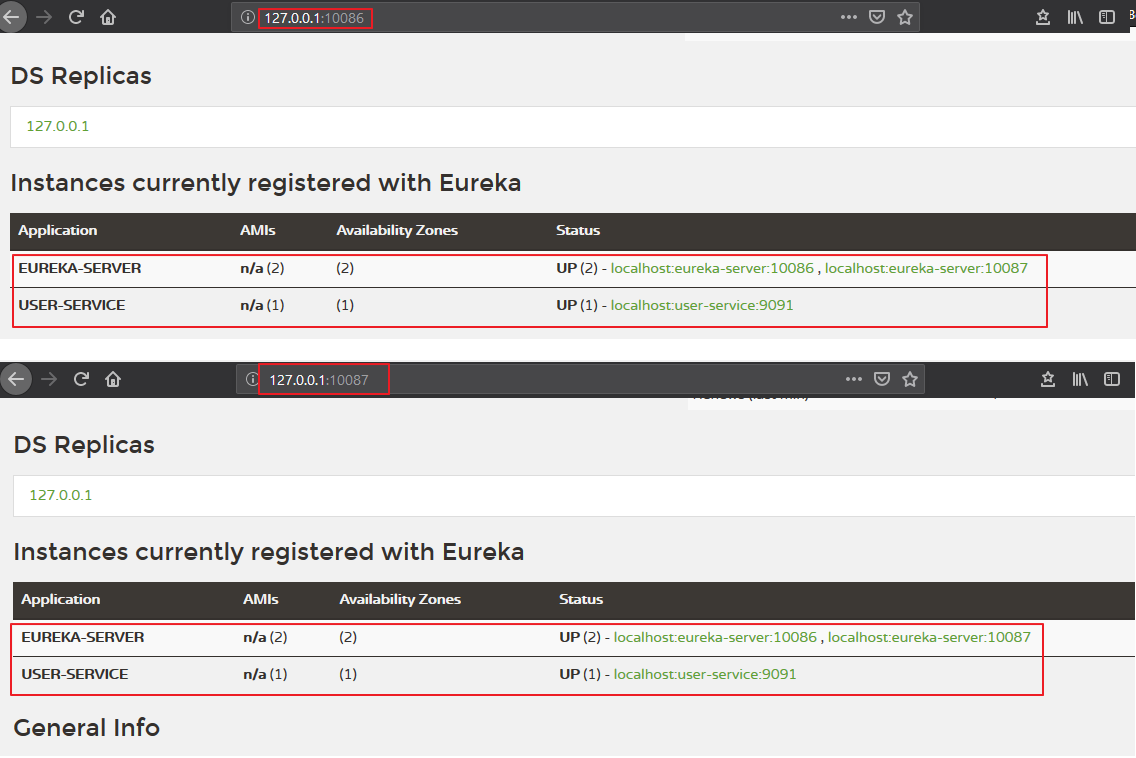 127.0.0.1:10086
DS Replicas
127.0.0.1
Instances currently registered with Eureka
Application AMIs Availability Zones Status
EUREKA-SERVER n/a (2) (2) UP (2) - localhost:eureka-server:10086 , localhost:eureka-server:10087
USER-SERVICE n/a (1) (1) UP (1) - localhost:user-service:9091
127.0.0.1:10087
DS Replicas
127.0.0.1
Instances currently registered with Eureka
Application AMIs Availability Zones Status
EUREKA-SERVER n/a (2) (2) UP (2) - localhost:eureka-server:10086 , localhost:eureka-server:10087
USER-SERVICE n/a (1) (1) UP (1) - localhost:user-service:9091
General Info